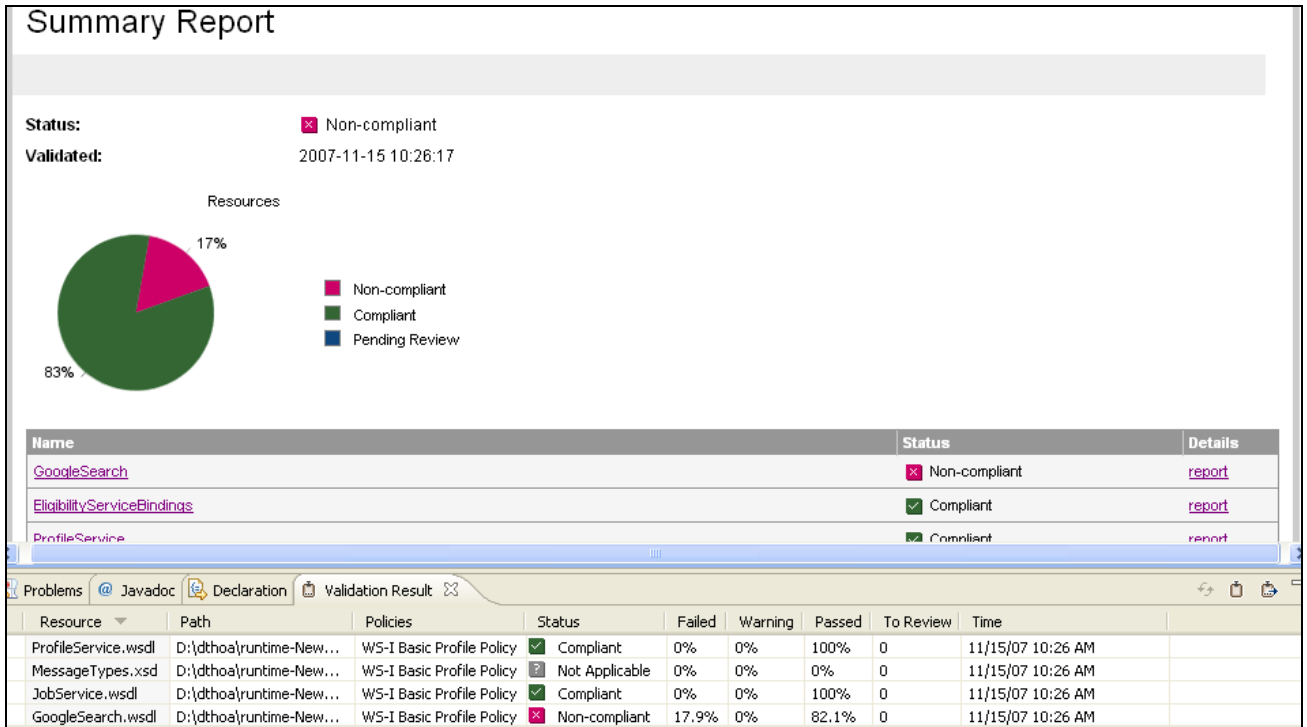 Summary Report
Status: Non-compliant
Validated: 2007-11-15 10:26:17
Resources
17%
83%
Non-compliant
Compliant
Pending Review
Name Status Details
GoogleSearch Non-compliant report
EligibilityServiceBindings Compliant report
ProfileService Compliant report
Problems @ Javadoc Declaration Validation Result
Resource Path Policies Status Failed Warning Passed To Review Time
ProfileService.wsdl D:\dthoa\runtime-New... WS-I Basic Profile Policy Compliant 0% 0% 100% 0 11/15/07 10:26 AM
MessageTypes.xsd D:\dthoa\runtime-New... WS-I Basic Profile Policy Not Applicable 0% 0% 0% 0 11/15/07 10:26 AM
JobService.wsdl D:\dthoa\runtime-New... WS-I Basic Profile Policy Compliant 0% 0% 100% 0 11/15/07 10:26 AM
GoogleSearch.wsdl D:\dthoa\runtime-New... WS-I Basic Profile Policy Non-compliant 17.9% 0% 82.1% 0 11/15/07 10:26 AM